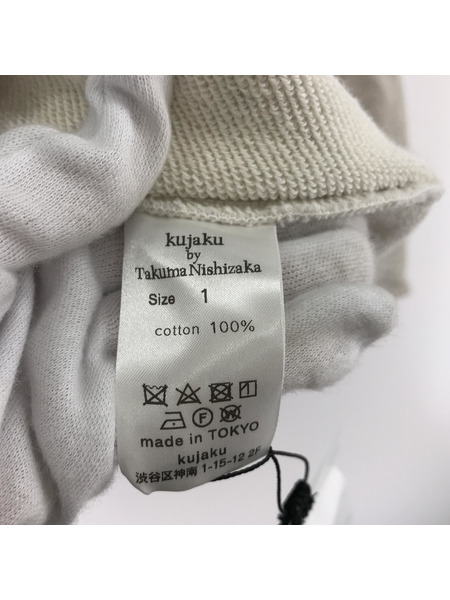 kujaku
by
Takuma Nishizaka
Size 1
cotton 100%
made in TOKYO
kujaku
渋谷区神南 1-15-12 2F